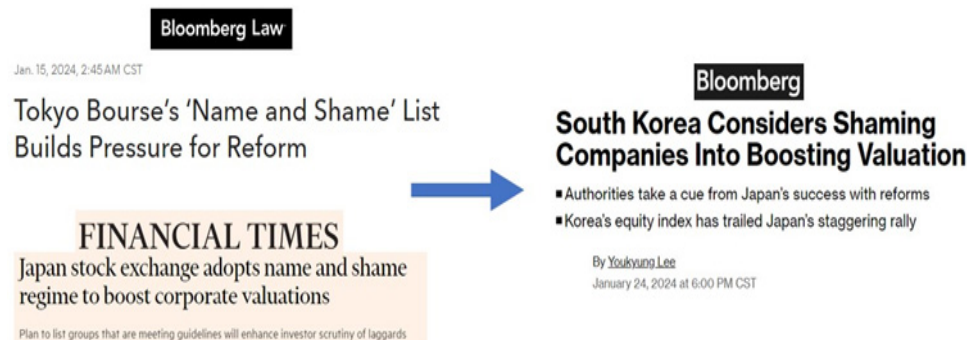 Bloomberg Law
Jan. 15, 2024, 2:45 AM CST
Tokyo Bourse's 'Name and Shame' List
Builds Pressure for Reform
FINANCIAL TIMES
Japan stock exchange adopts name and shame
regime to boost corporate valuations
Plan to list groups that are meeting guidelines will enhance investor scrutiny of laggards
Bloomberg
South Korea Considers Shaming
Companies Into Boosting Valuation
■ Authorities take a cue from Japan's success with reforms
■ Korea's equity index has trailed Japan's staggering rally
By Youkyung Lee
January 24, 2024 at 6:00 PM CST